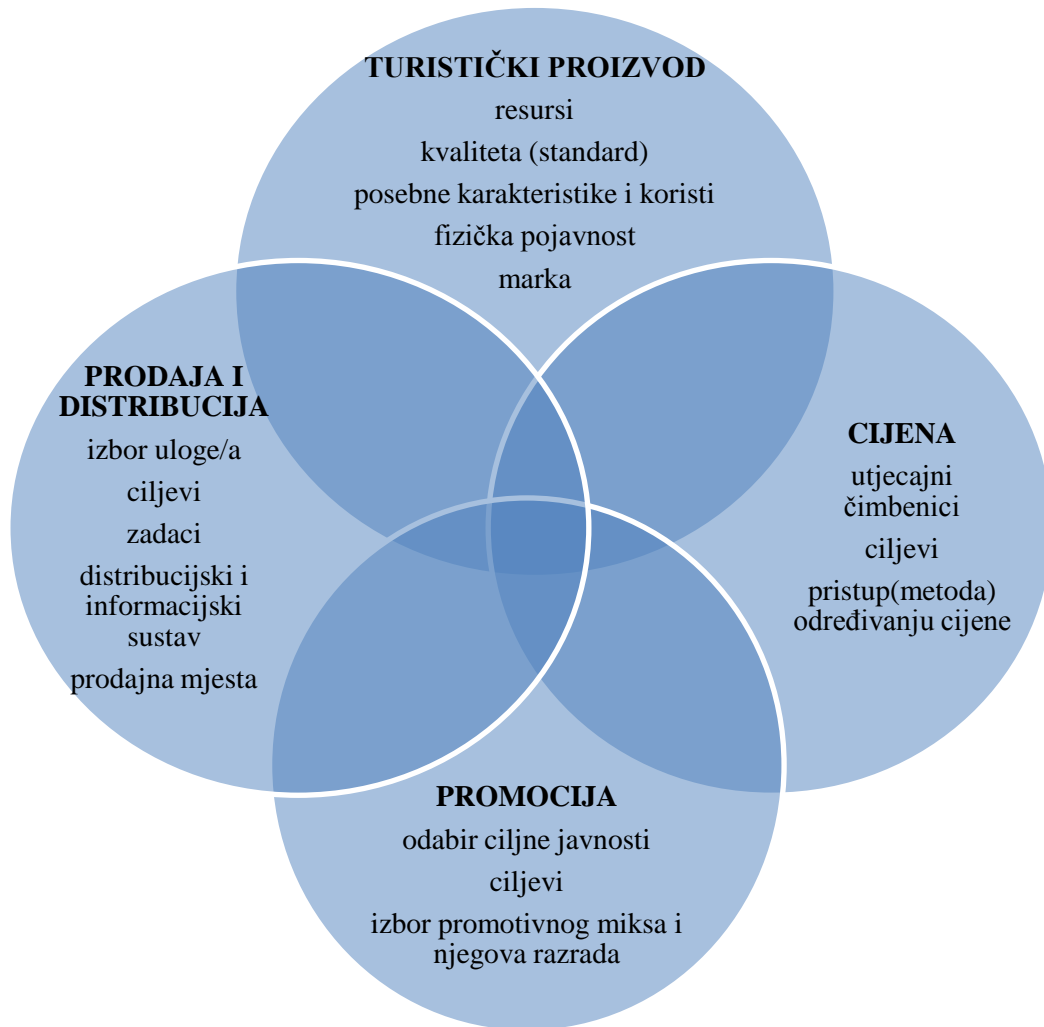 TURISTIČKI PROIZVOD
resursi
kvaliteta (standard)
posebne karakteristike i koristi
fizička pojavnost
marka
PRODAJA I
DISTRIBUCIJA
izbor uloge/a
ciljevi
zadaci
distribucijski i
informacijski
sustav
prodajna mjesta
CIJENA
utjecajni
čimbenici
ciljevi
pristup(metoda)
određivanju cijene
PROMOCIJA
odabir ciljne javnosti
ciljevi
izbor promotivnog miksa i
njegova razrada